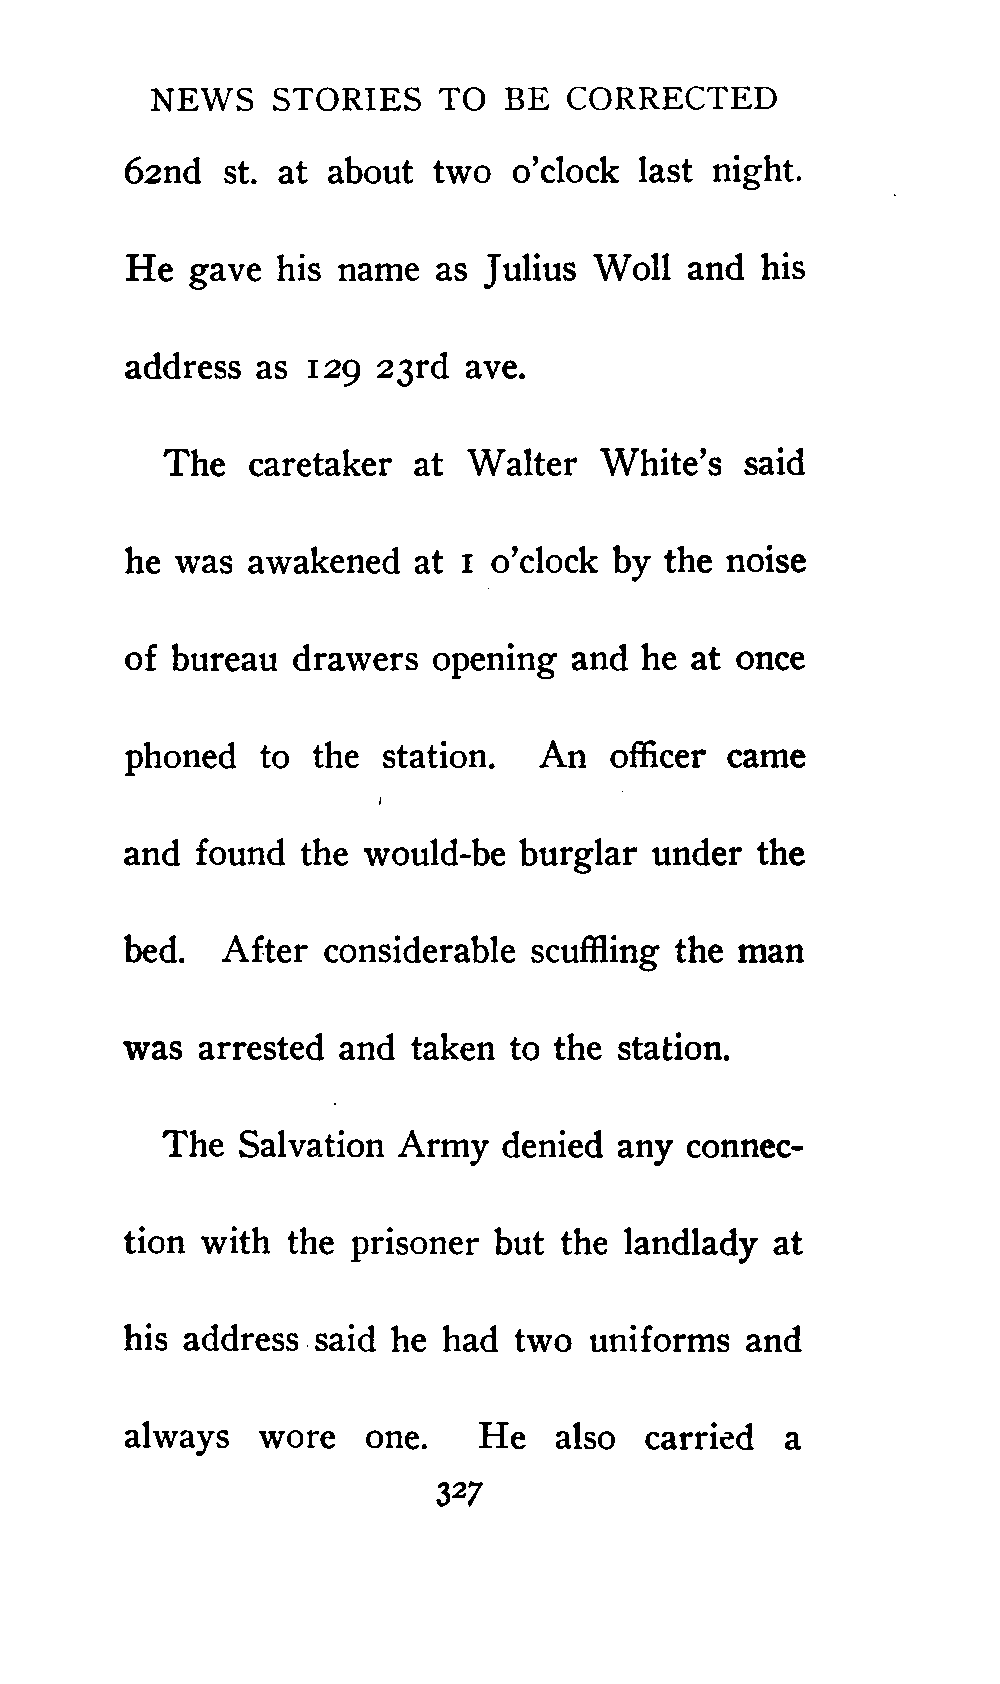 NEWS STORIES TO BE CORRECTED
62nd st. at about two o'clock last night.
He gave his name as Julius Woll and his
address as 129 23rd ave.
The caretaker at Walter White's said
he was awakened at 1 o'clock by the noise
of bureau drawers opening and he at once
phoned to the station. An officer came
and found the would-be burglar under the
bed. After considerable scuffling the man
was arrested and taken to the station.
The Salvation Army denied any connec-
tion with the prisoner but the landlady at
his address said he had two uniforms and
always wore one. He also carried a
327